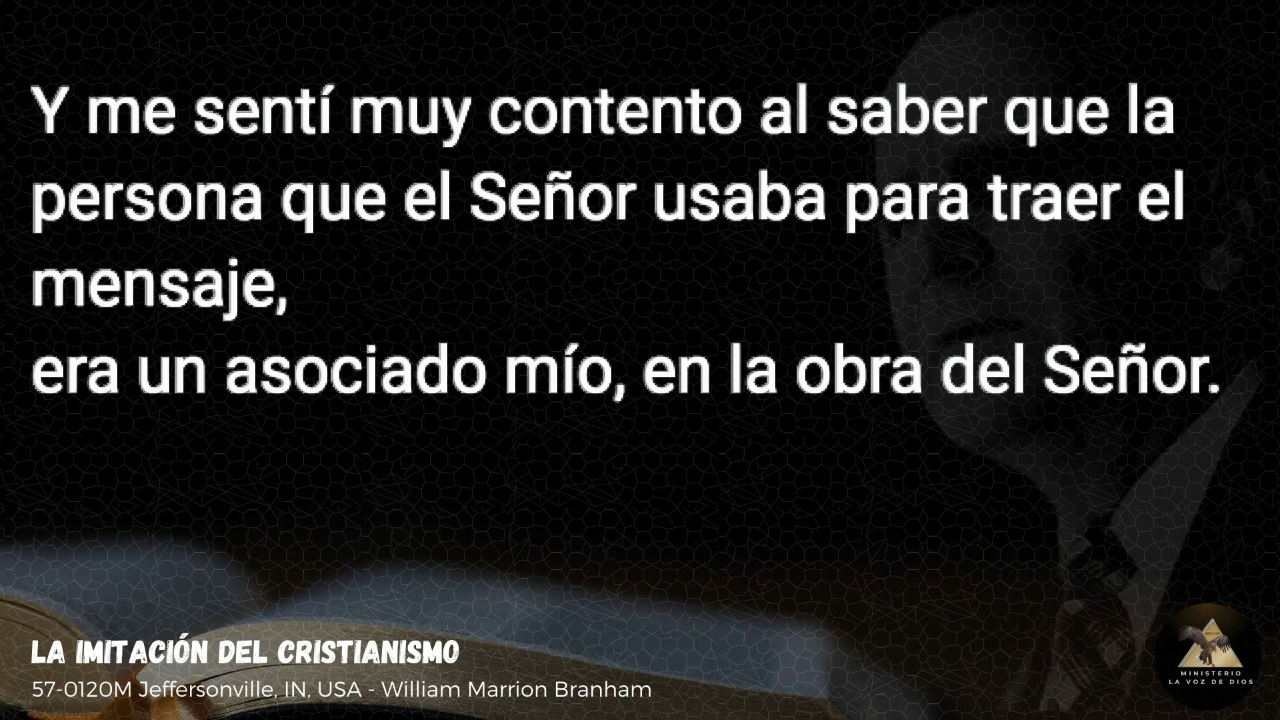 Y me sentí muy contento al saber que la
persona que el Señor usaba para traer el
mensaje,
era un asociado mío, en la obra del Señor.
LA IMITACIÓN DEL CRISTIANISMO
57-0120M Jeffersonville, IN, USA - William Marrion Branham
MINISTERIO
LA VOZ DE DIOS